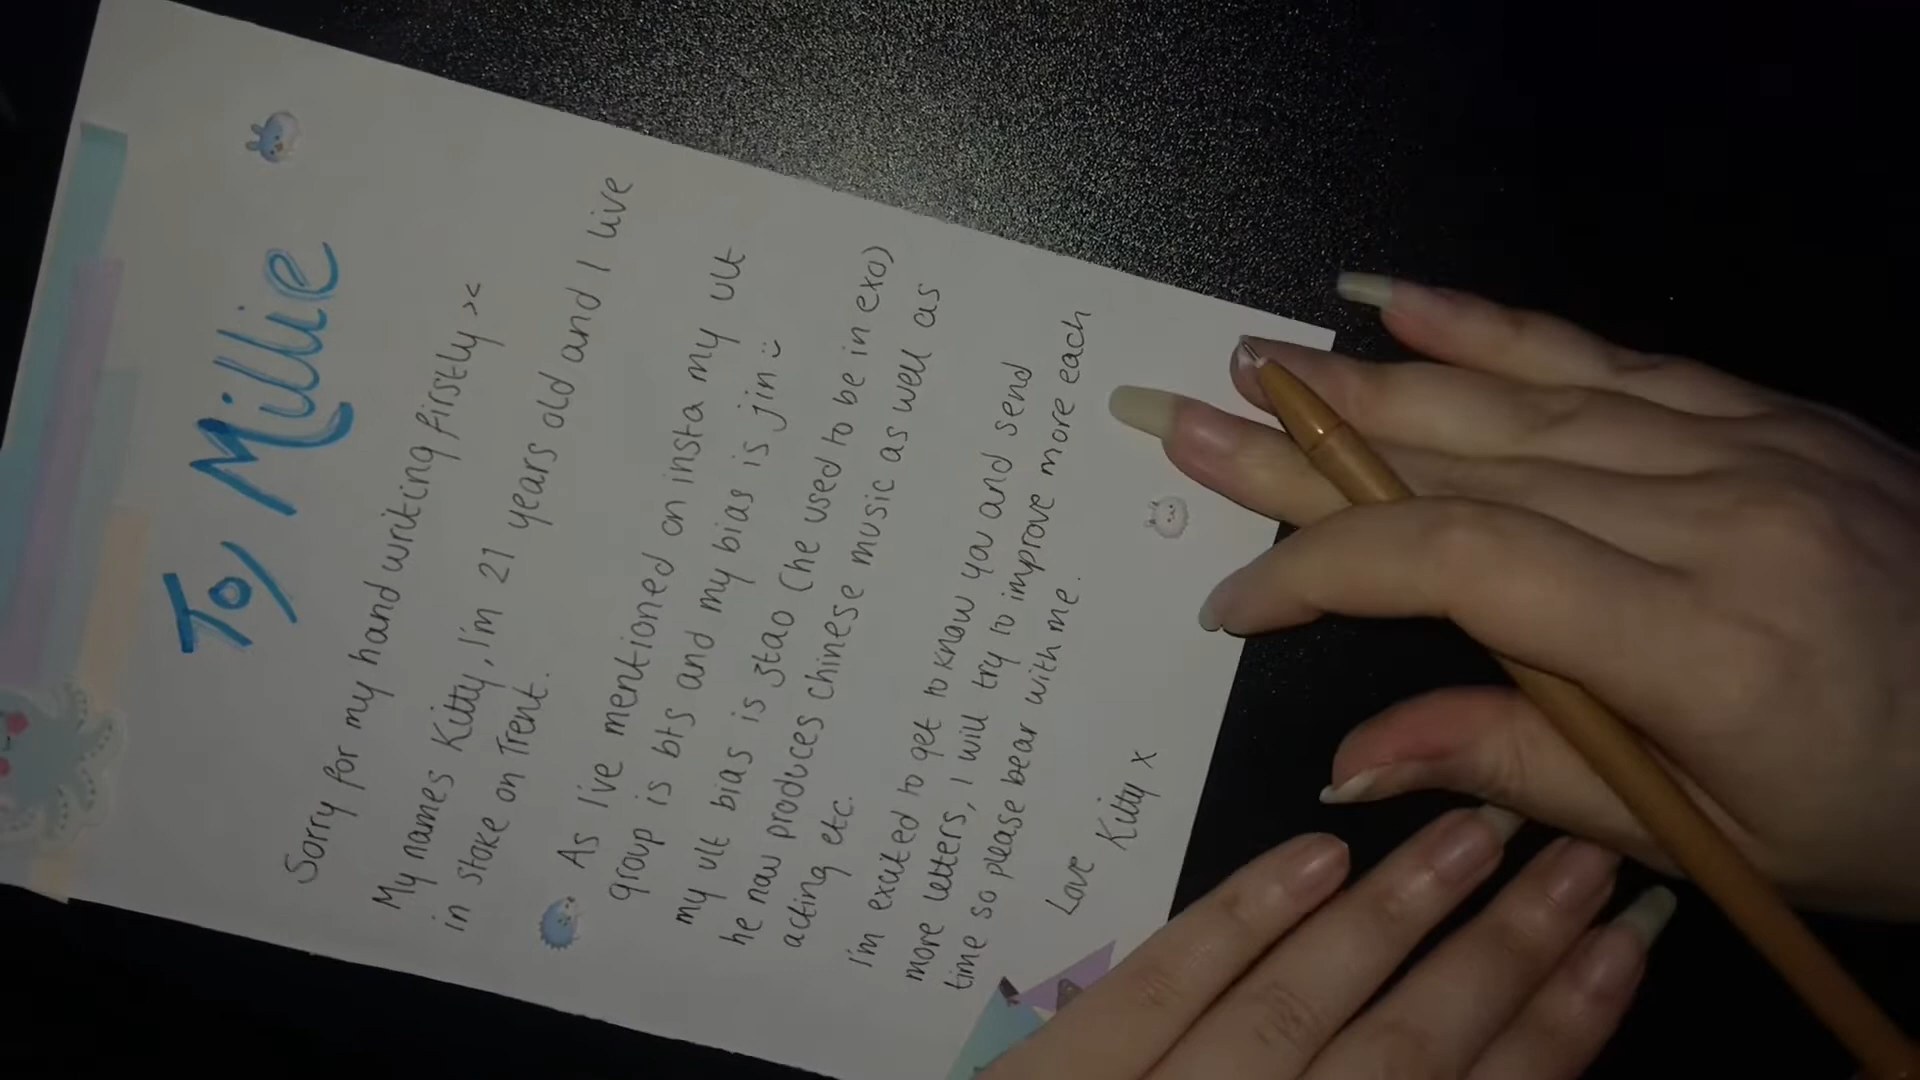 To, Millie
Sorry for my hand writing firstly ><
My names Kitty, I'm 21 years old and I live
in stoke on Trent.
As I've mentioned on insta my ult
group is bts and my bias is jin :)
my ult bias is ztao (he used to be in exo)
he now produces chinese music as well as
acting etc.
I'm excited to get to know you and send
more letters, I will try to improve more each
time so please bear with me.
Love
Kitty x